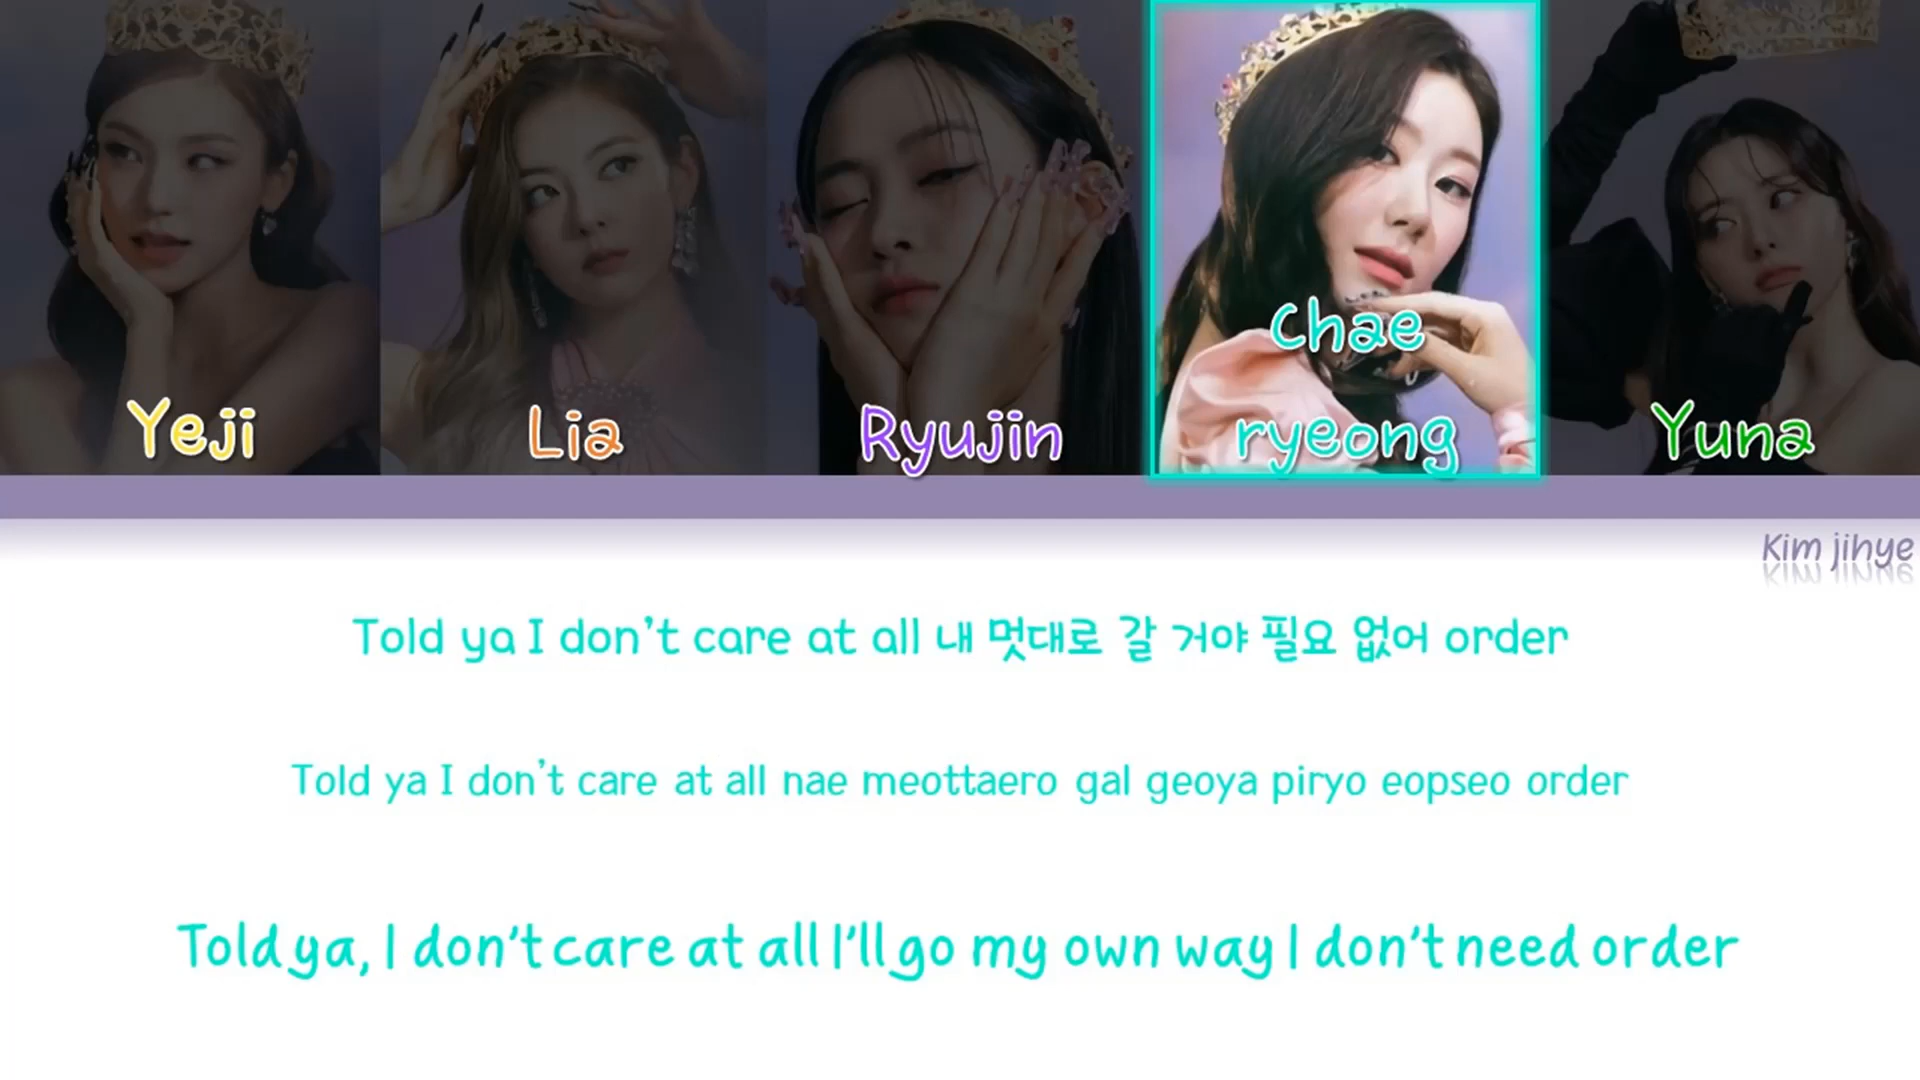 Yeji
Lia
Ryujin
Chae
ryeong
Yuna
Kim jihye
Told ya I don't care at all 내 멋대로 갈 거야 필요 없어 order
Told ya I don't care at all nae meottaero gal geoya piryo eopseo order
Told ya, I don't care at all I'll go my own way I don't need order